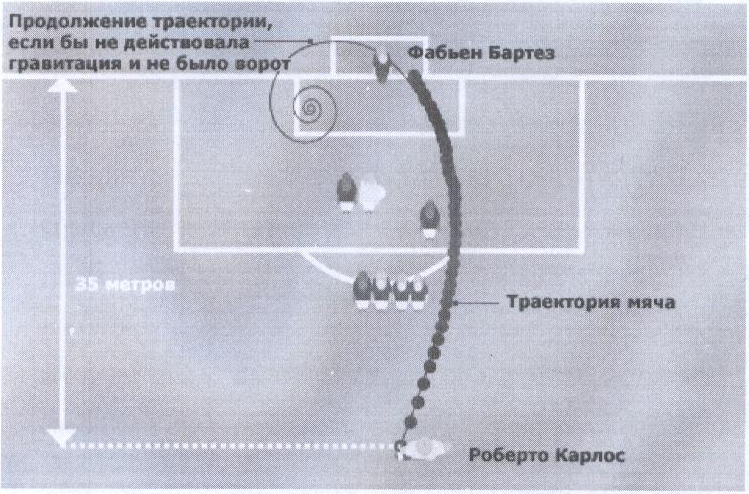 Продолжение траектории,
если бы не действовала
гравитация и не было ворот
Фабьен Бартез
35 метров
Траектория мяча
Роберто Карлос